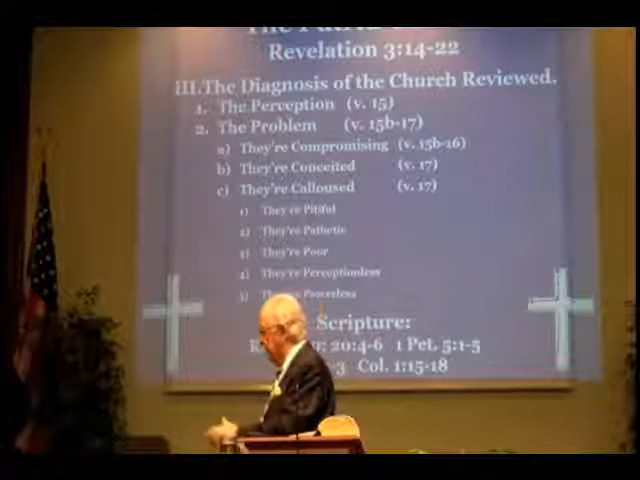 Revelation 3:14-22
III.The Diagnosis of the Church Reviewed.
1. The Perception (v. 15)
2. The Problem (v. 15b-17)
a) They're Compromising (v. 15b-16)
b) They're Conceited (v. 17)
c) They're Calloused (v. 17)
1) They're Pitiful
2) They're Pathetic
3) They're Poor
4) They're Perceptionless
Scripture:
20:4-6 1 Pet. 5:1-5
Col. 1:15-18